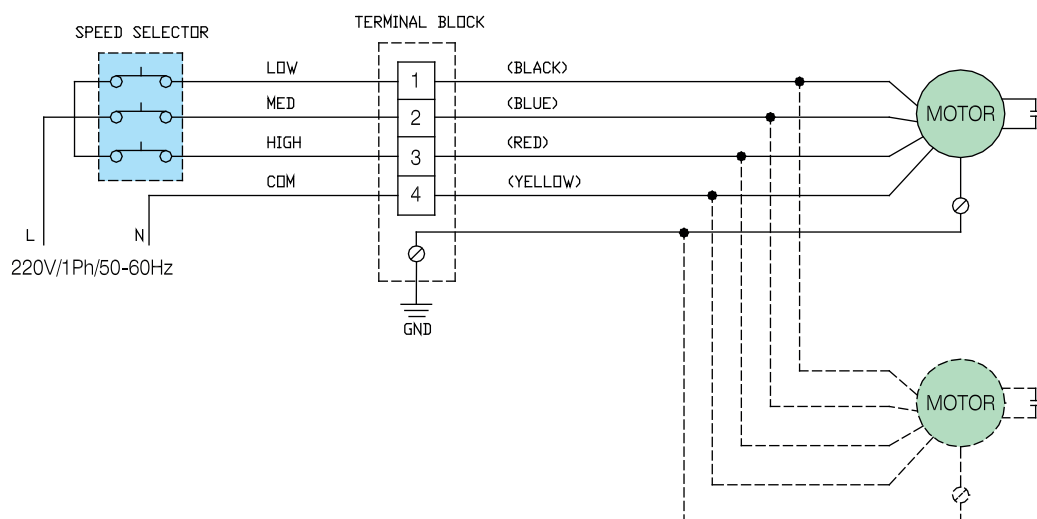 TERMINAL BLOCK
SPEED SELECTOR
LOW
1
(BLACK)
MED
2
(BLUE)
MOTOR
HIGH
3
(RED)
COM
4
(YELLOW)
L
N
220V/1Ph/50-60Hz
GND
MOTOR